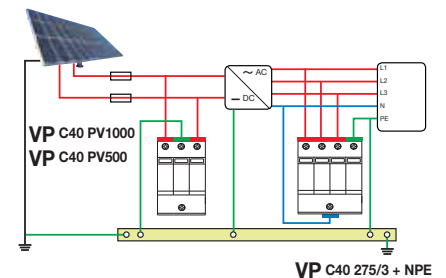 ~ AC
— DC
L1
L2
L3
N
PE
VP C40 PV1000
VP C40 PV500
VP C40 275/3 + NPE